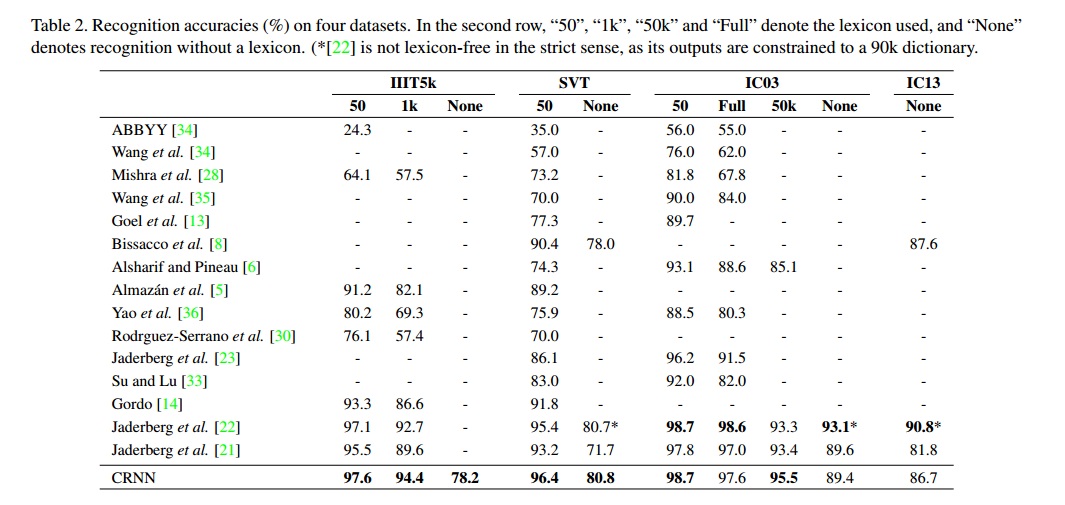 Table 2. Recognition accuracies (%) on four datasets. In the second row, “50”, “1k”, “50k” and “Full” denote the lexicon used, and “None”
denotes recognition without a lexicon. (*[22] is not lexicon-free in the strict sense, as its outputs are constrained to a 90k dictionary.
IIIT5k SVT IC03 IC13
50 1k None 50 None 50 Full 50k None None
ABBYY [34] 24.3 - - 35.0 - 56.0 55.0 - - -
Wang et al. [34] - - - 57.0 - 76.0 62.0 - - -
Mishra et al. [28] 64.1 57.5 - 73.2 - 81.8 67.8 - - -
Wang et al. [35] - - - 70.0 - 90.0 84.0 - - -
Goel et al. [13] - - - 77.3 - 89.7 - - - -
Bissacco et al. [8] - - - 90.4 78.0 - - - - 87.6
Alsharif and Pineau [6] - - - 74.3 - 93.1 88.6 85.1 - -
Almazán et al. [5] 91.2 82.1 - 89.2 - - - - - -
Yao et al. [36] 80.2 69.3 - 75.9 - 88.5 80.3 - - -
Rodrguez-Serrano et al. [30] 76.1 57.4 - 70.0 - - - - - -
Jaderberg et al. [23] - - - 86.1 - 96.2 91.5 - - -
Su and Lu [33] - - - 83.0 - 92.0 82.0 - - -
Gordo [14] 93.3 86.6 - 91.8 - - - - - -
Jaderberg et al. [22] 97.1 92.7 - 95.4 80.7* 98.7 98.6 93.3 93.1* 90.8*
Jaderberg et al. [21] 95.5 89.6 - 93.2 71.7 97.8 97.0 93.4 89.6 81.8
CRNN 97.6 94.4 78.2 96.4 80.8 98.7 97.6 95.5 89.4 86.7